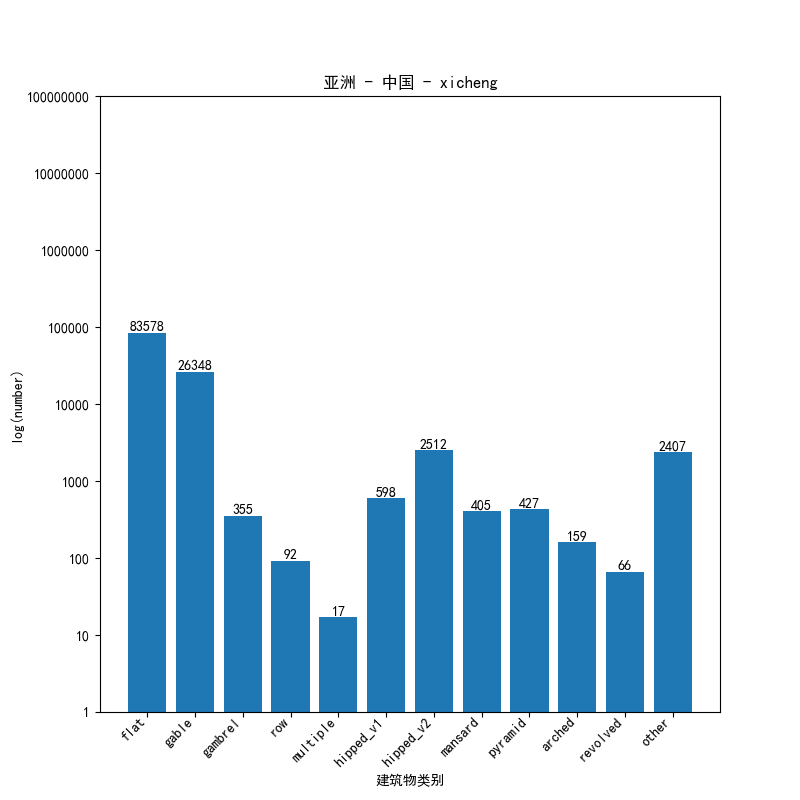 亚洲 - 中国 - xicheng
100000000
10000000
1000000
100000
10000
1000
100
10
1
log(number)
83578
26348
355
92
17
598
2512
405
427
159
66
2407
flat
gable
gambrel
row
multiple
hipped_v1
hipped_v2
mansard
pyramid
arched
revolved
other
建筑物类别